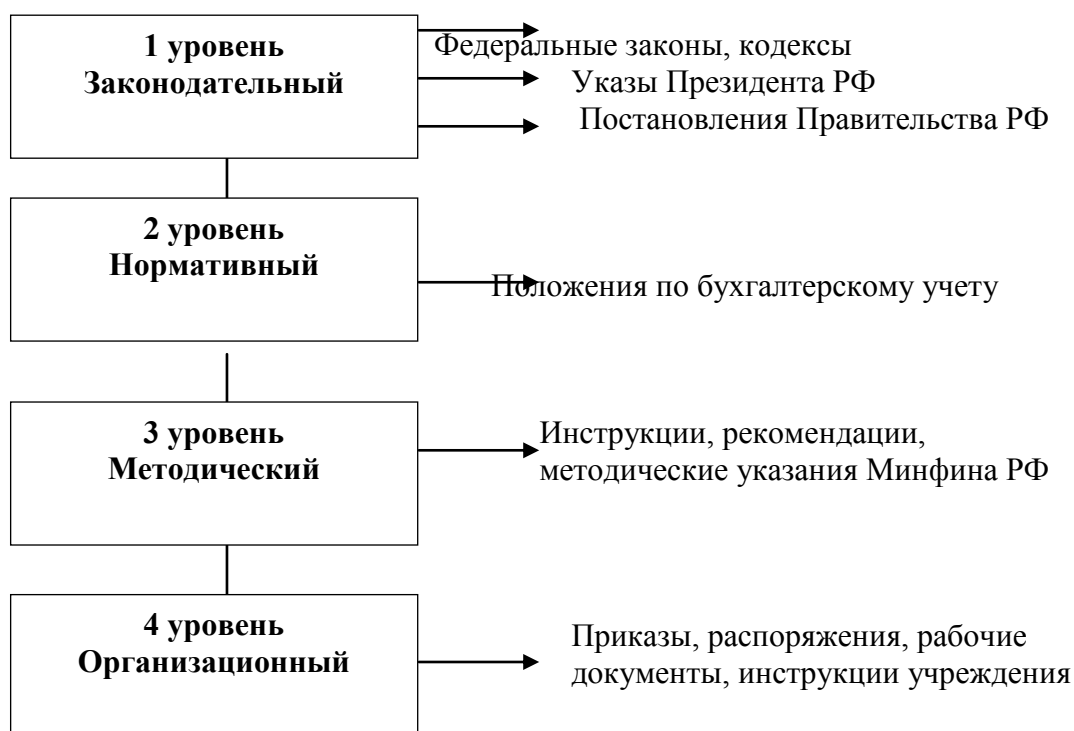 1 уровень
Законодательный
Федеральные законы, кодексы
Указы Президента РФ
Постановления Правительства РФ
2 уровень
Нормативный
Положения по бухгалтерскому учету
3 уровень
Методический
Инструкции, рекомендации,
методические указания Минфина РФ
4 уровень
Организационный
Приказы, распоряжения, рабочие
документы, инструкции учреждения